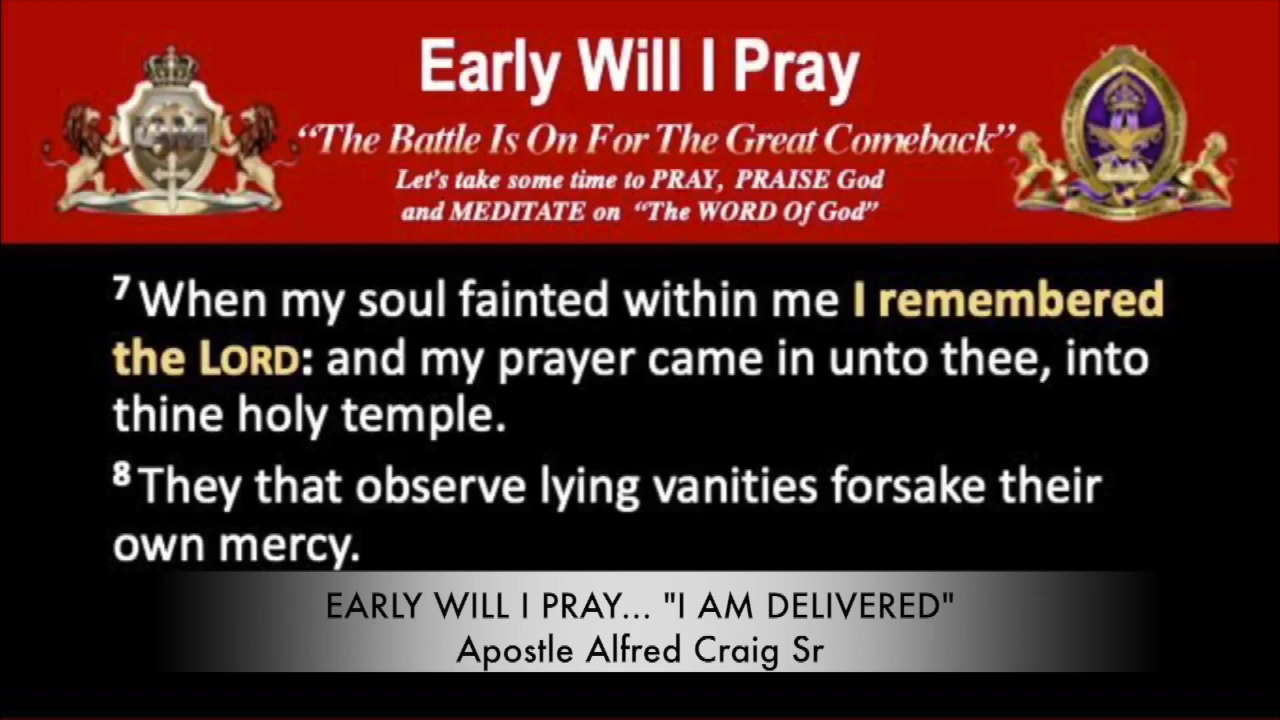 Early Will I Pray
“The Battle Is On For The Great Comeback”
Let's take some time to PRAY, PRAISE God
and MEDITATE on “The WORD Of God”
7 When my soul fainted within me I remembered
the LORD: and my prayer came in unto thee, into
thine holy temple.
8 They that observe lying vanities forsake their
own mercy.
EARLY WILL I PRAY... "I AM DELIVERED"
Apostle Alfred Craig Sr